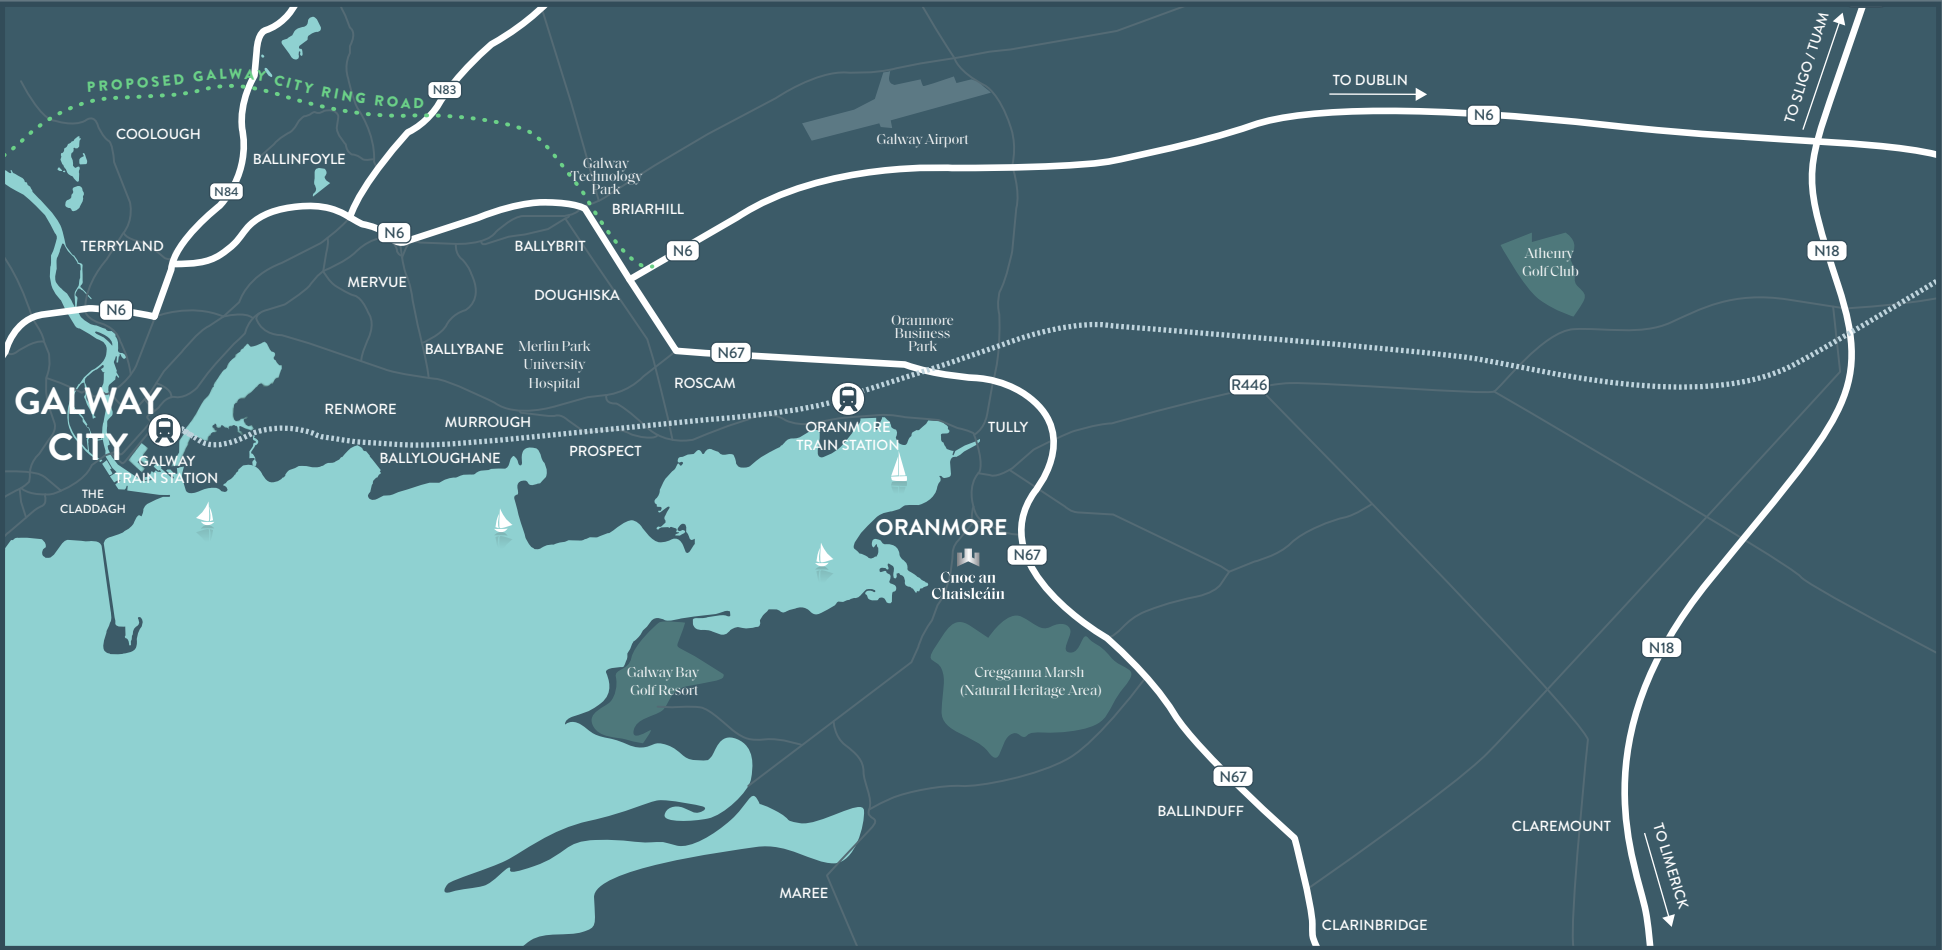 TO SLIGO / TUAM
PROPOSED GALWAY CITY RING ROAD
N83
TO DUBLIN
N6
COOLOUGH
Galway Airport
BALLINFOYLE
Galway
Technology
Park
N84
BRIARHILL
N6
TERRYLAND
BALLYBRIT
N6
N18
Athenry
Golf Club
MERVUE
DOUGHISKA
N6
Oranmore
Business
Park
BALLYBANE
Merlin Park
University
Hospital
N67
ROSCAM
R446
GALWAY
CITY
RENMORE
MURROUGH
ORANMORE
TRAIN STATION
TULLY
PROSPECT
BALLYLOUGHANE
GALWAY
TRAIN STATION
THE
CLADDAGH
ORANMORE
N67
Cnoc an
Chaisleáin
N18
Galway Bay
Golf Resort
Cregganna Marsh
(Natural Heritage Area)
N67
BALLINDUFF
CLAREMOUNT
TO LIMERICK
MAREE
CLARINBRIDGE